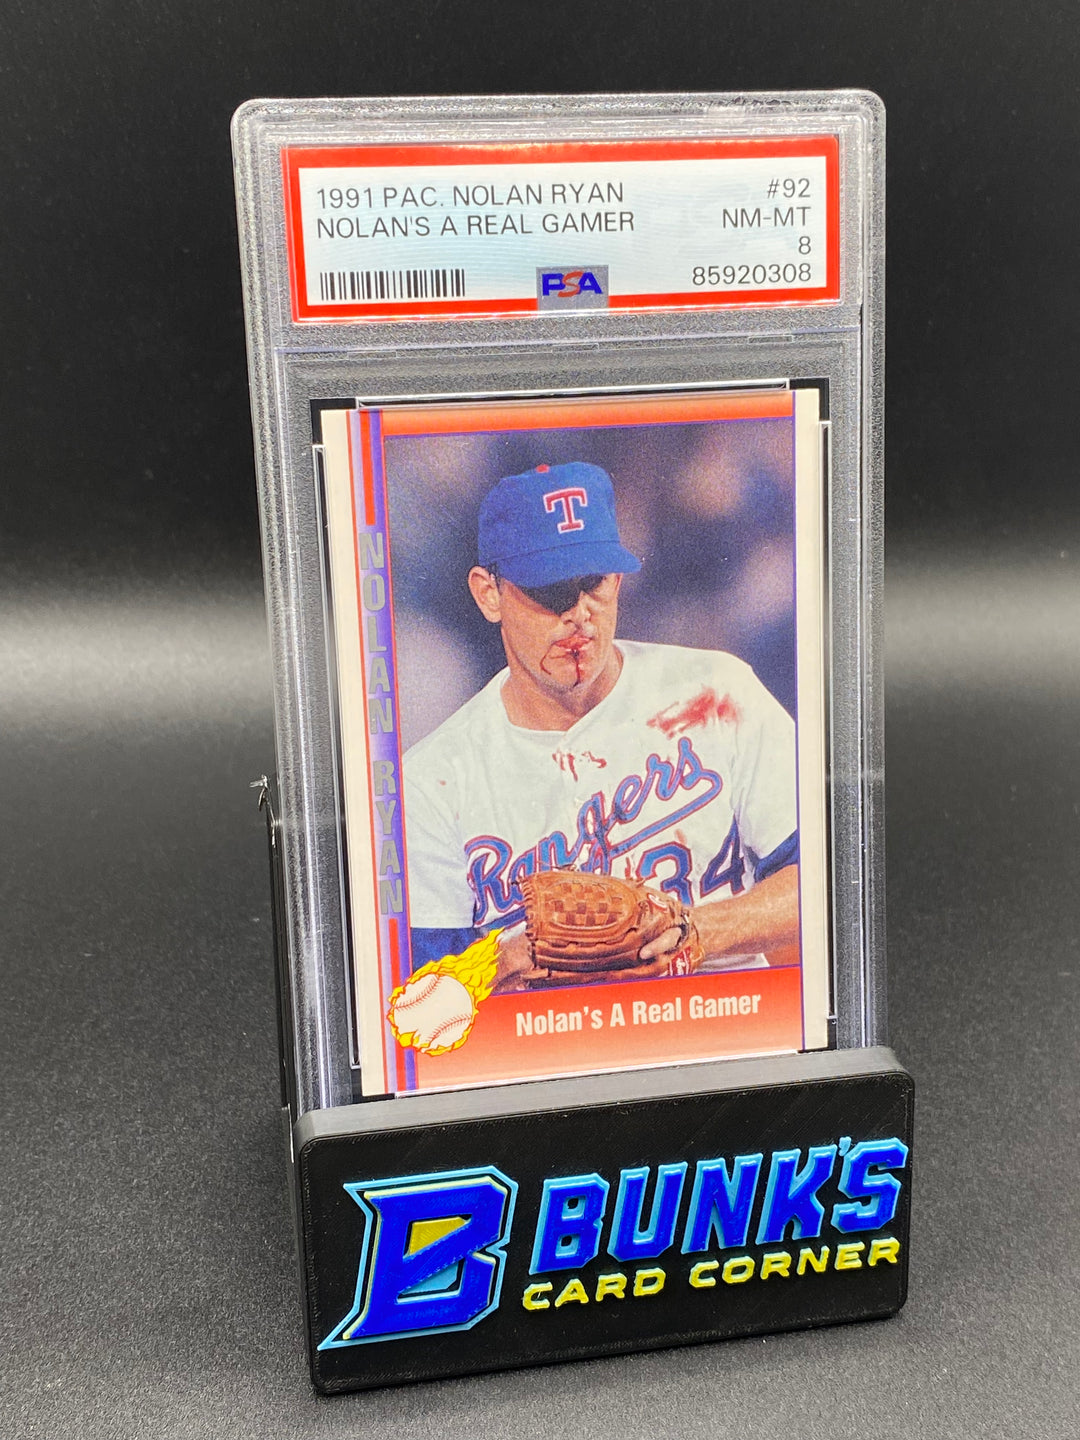 1991 PAC. NOLAN RYAN #92
NOLAN'S A REAL GAMER NM-MT
8
PSA 85920308
T
NOLAN RYAN
Rangers
34
Nolan's A Real Gamer
B BUNK'S
CARD CORNER